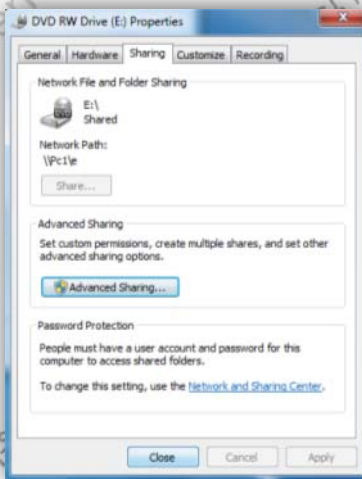 DVD RW Drive (E:) Properties
General Hardware Sharing Customize Recording
Network File and Folder Sharing
E:\
Shared
Network Path:
\\Pc1\e
Share...
Advanced Sharing
Set custom permissions, create multiple shares, and set other
advanced sharing options.
Advanced Sharing...
Password Protection
People must have a user account and password for this
computer to access shared folders.
To change this setting, use the Network and Sharing Center.
Close Cancel Apply